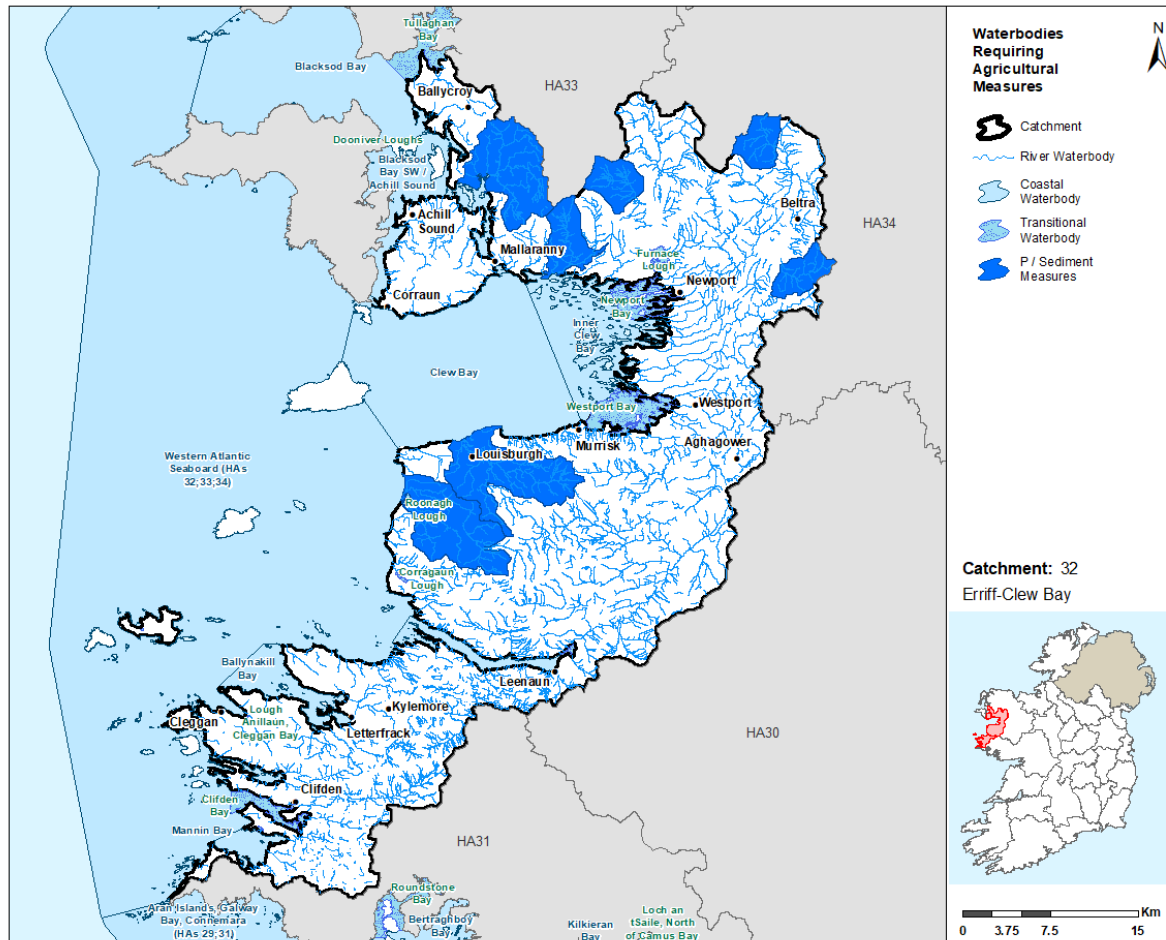 Tullaghan
Bay
Blacksod Bay
Ballycroy
HA33
Dooniver Loughs
Blacksod
Bay SW /
Achill Sound
Achill
Sound
Beltra
HA34
Mallaranny
Furnace
Lough
Corraun
Newport
Newport
Bay
Inner
Clew
Bay
Clew Bay
Westport Bay
Westport
Murrisk
Aghagower
Louisburgh
Western Atlantic
Seaboard (HAs
32;33;34)
Roonagh
Lough
Corragaun
Lough
Ballynakill
Bay
Leenaun
Kylemore
Cleggan
Lough
Anillaun,
Cleggan Bay
Letterfrack
HA30
Clifden
Clifden
Bay
Mannin Bay
HA31
Roundstone
Bay
Aran Islands, Galway
Bay, Connemara
(HAs 29;31)
Bertraghboy
Bay
Kilkieran
Bay
Loch an
tSaile, North
of Camus Bay
Waterbodies
Requiring
Agricultural
Measures
N
Catchment
River Waterbody
Coastal
Waterbody
Transitional
Waterbody
P / Sediment
Measures
Catchment: 32
Erriff-Clew Bay
Km
0 3.75 7.5 15